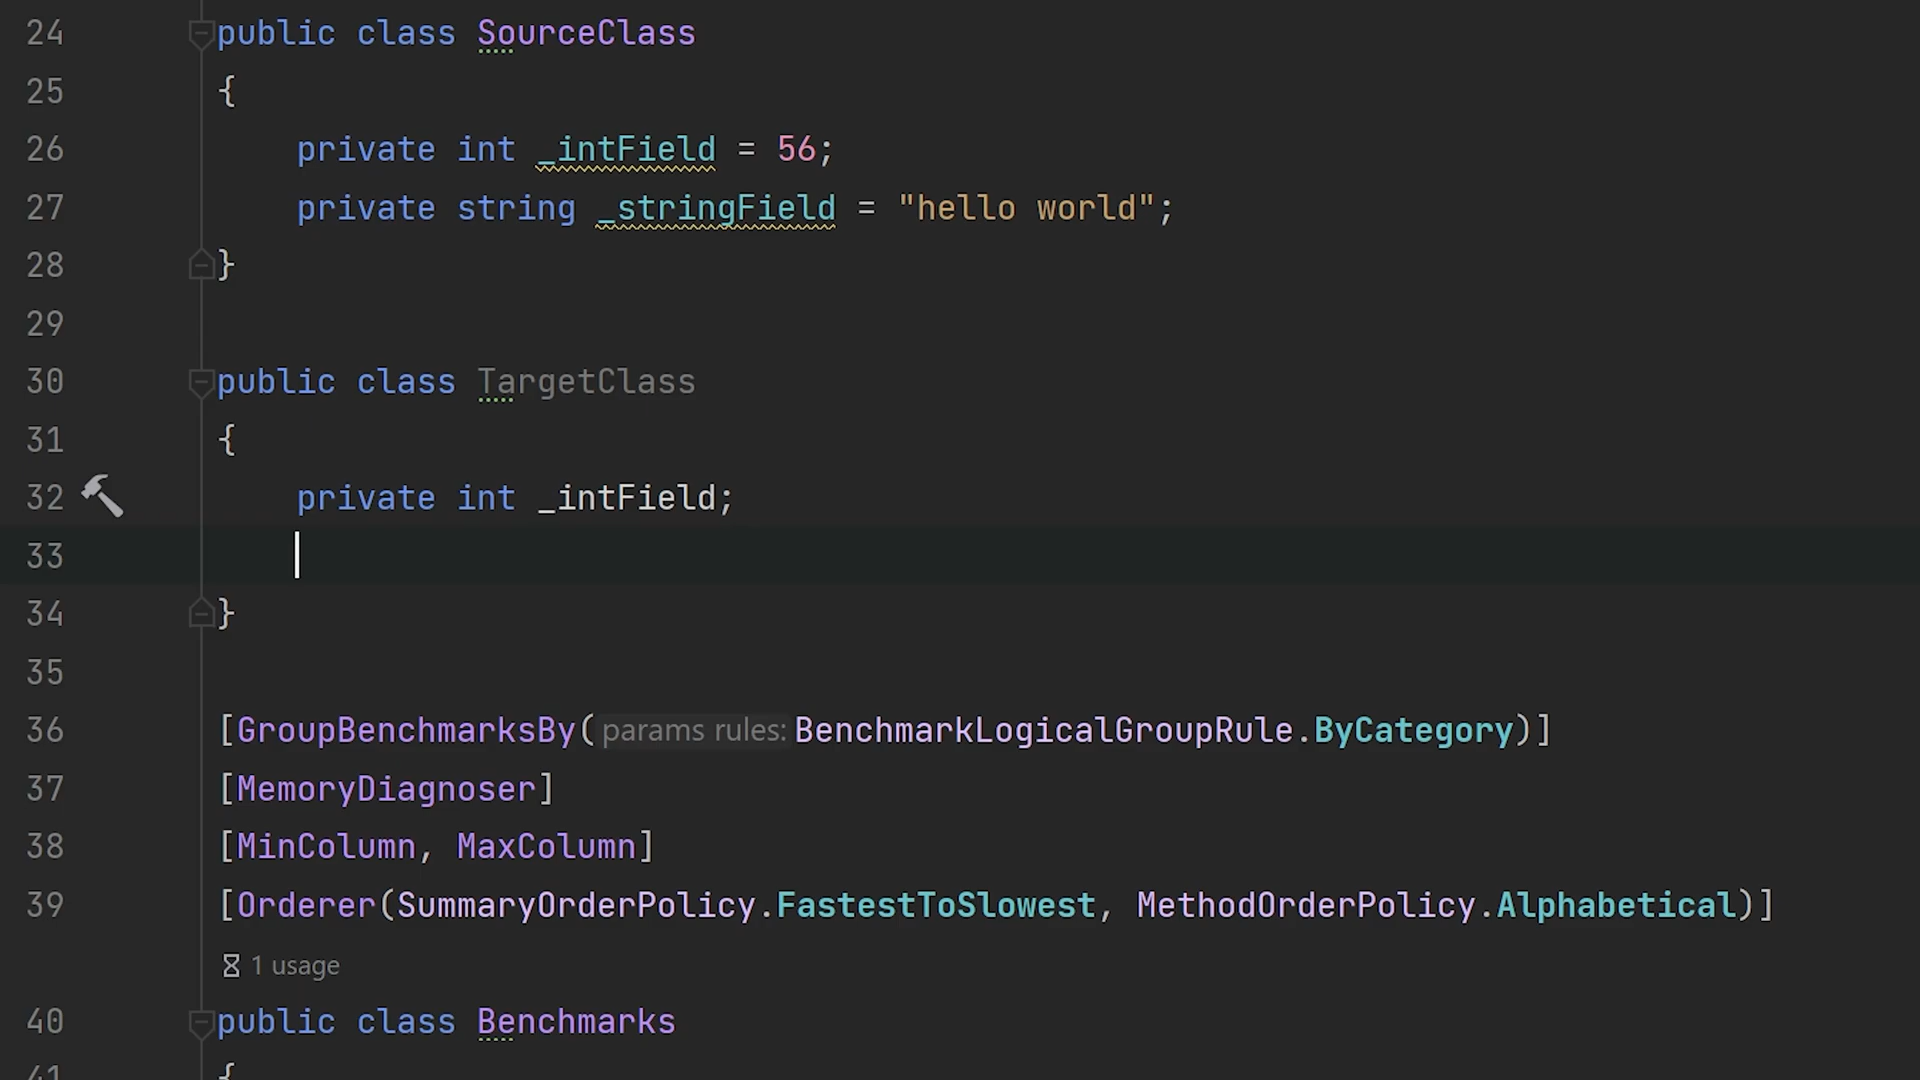 24 public class SourceClass
25 {
26 private int _intField = 56;
27 private string _stringField = "hello world";
28 }
29
30 public class TargetClass
31 {
32 private int _intField;
33
34 }
35
36 [GroupBenchmarksBy(params rules: BenchmarkLogicalGroupRule.ByCategory)]
37 [MemoryDiagnoser]
38 [MinColumn, MaxColumn]
39 [Orderer(SummaryOrderPolicy.FastestToSlowest, MethodOrderPolicy.Alphabetical)]
1 usage
40 public class Benchmarks
41 {